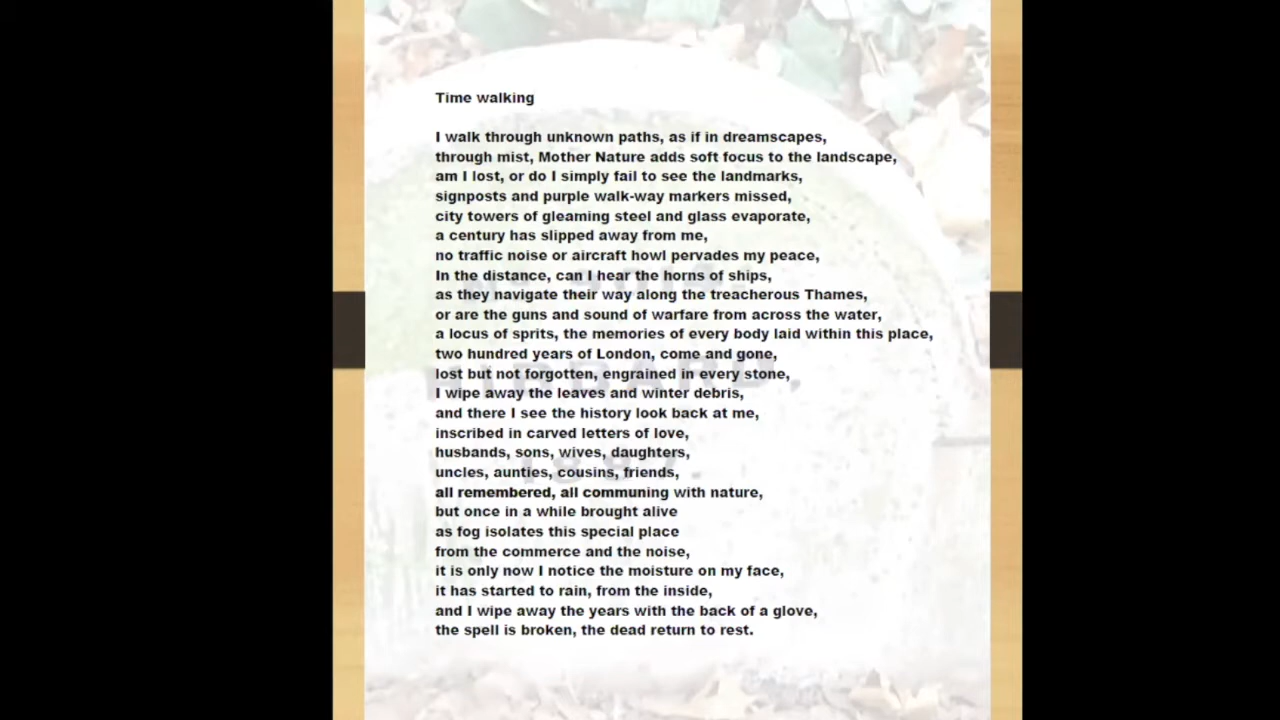 Time walking
I walk through unknown paths, as if in dreamscapes,
through mist, Mother Nature adds soft focus to the landscape,
am I lost, or do I simply fail to see the landmarks,
signposts and purple walk-way markers missed,
city towers of gleaming steel and glass evaporate,
a century has slipped away from me,
no traffic noise or aircraft howl pervades my peace,
In the distance, can I hear the horns of ships,
as they navigate their way along the treacherous Thames,
or are the guns and sound of warfare from across the water,
a locus of sprits, the memories of every body laid within this place,
two hundred years of London, come and gone,
lost but not forgotten, engrained in every stone,
I wipe away the leaves and winter debris,
and there I see the history look back at me,
inscribed in carved letters of love,
husbands, sons, wives, daughters,
uncles, aunties, cousins, friends,
all remembered, all communing with nature,
but once in a while brought alive
as fog isolates this special place
from the commerce and the noise,
it is only now I notice the moisture on my face,
it has started to rain, from the inside,
and I wipe away the years with the back of a glove,
the spell is broken, the dead return to rest.